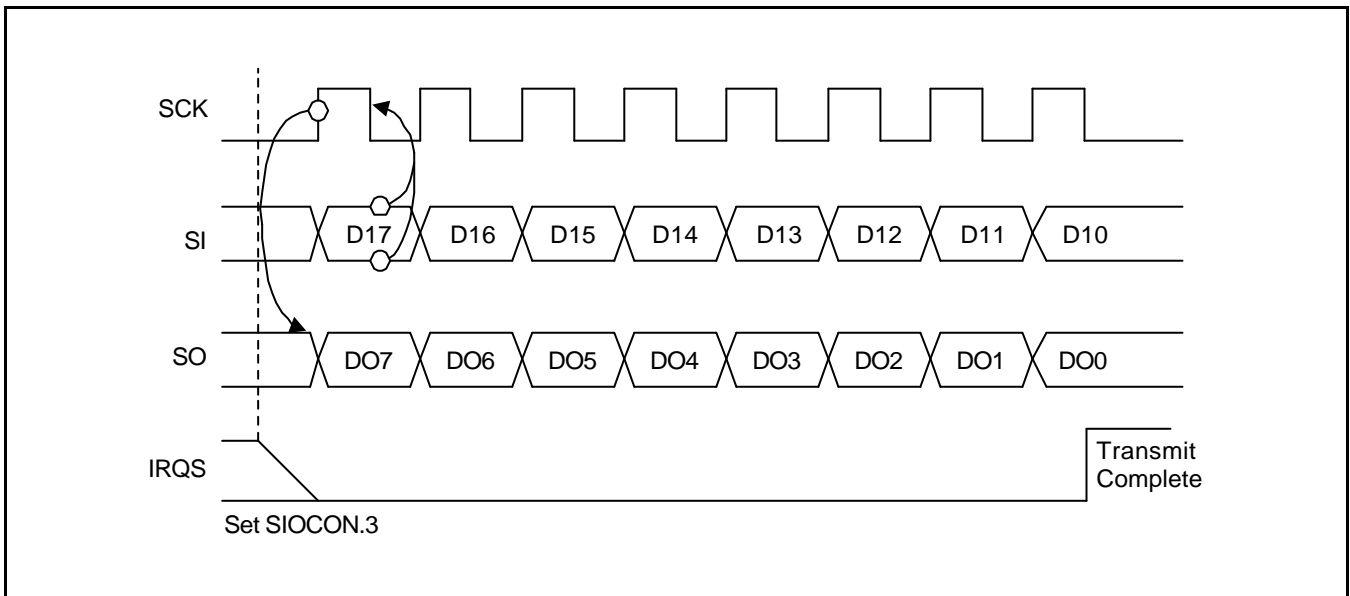 SCK
SI
D17 D16 D15 D14 D13 D12 D11 D10
SO
DO7 DO6 DO5 DO4 DO3 DO2 DO1 DO0
IRQS
Transmit
Complete
Set SIOCON.3